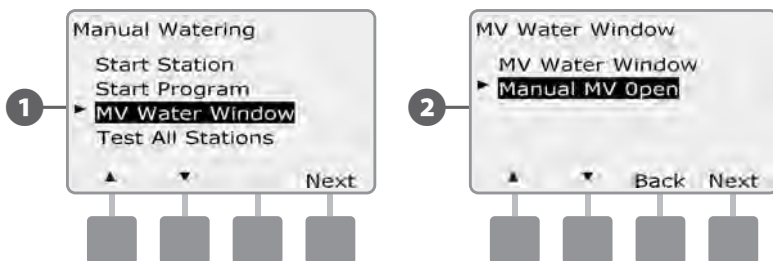 Manual Watering
Start Station
Start Program
MV Water Window
Test All Stations
Next
1
MV Water Window
MV Water Window
Manual MV Open
Back Next
2